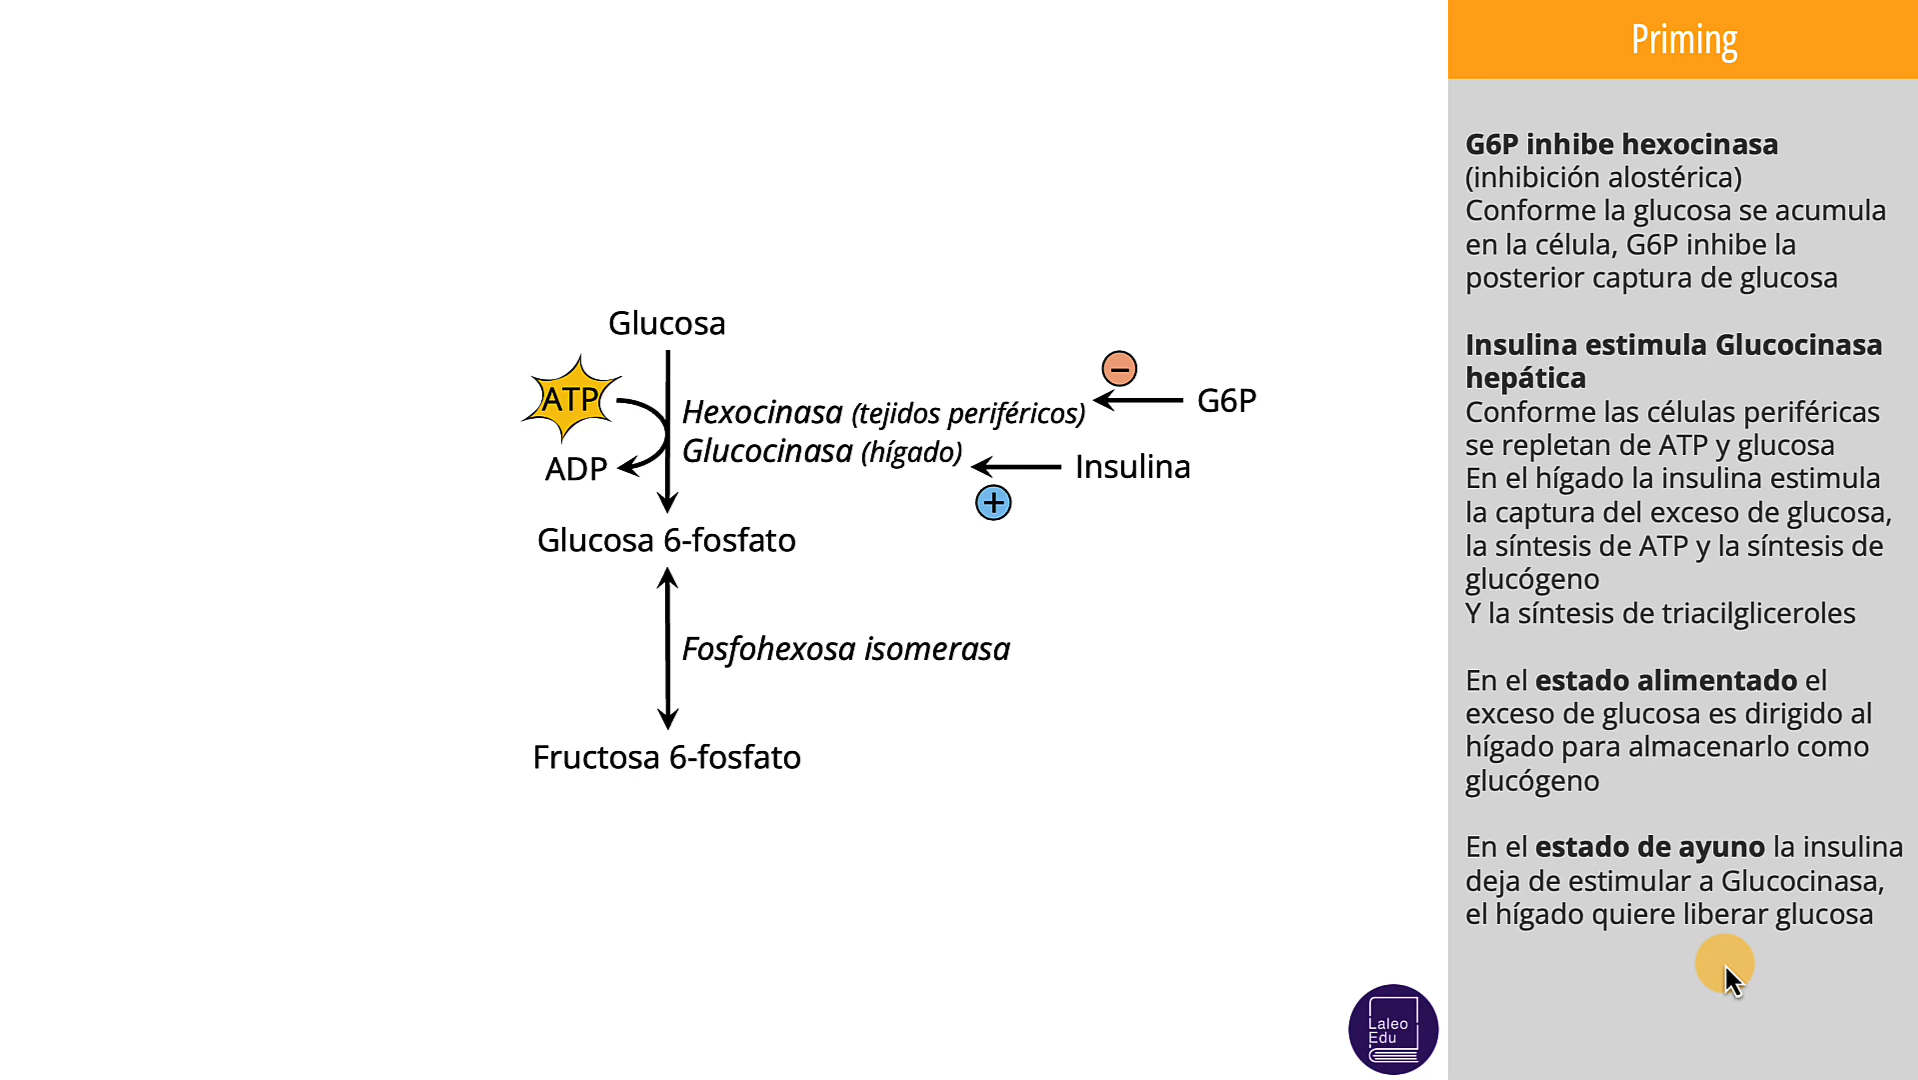 Priming
G6P inhibe hexocinasa
(inhibición alostérica)
Conforme la glucosa se acumula
en la célula, G6P inhibe la
posterior captura de glucosa
Insulina estimula Glucocinasa
hepática
Conforme las células periféricas
se repletan de ATP y glucosa
En el hígado la insulina estimula
la captura del exceso de glucosa,
la síntesis de ATP y la síntesis de
glucógeno
Y la síntesis de triacilgliceroles
En el estado alimentado el
exceso de glucosa es dirigido al
hígado para almacenarlo como
glucógeno
En el estado de ayuno la insulina
deja de estimular a Glucocinasa,
el hígado quiere liberar glucosa
Glucosa
ATP
ADP
Hexocinasa (tejidos periféricos)
Glucocinasa (hígado)
−
G6P
Insulina
+
Glucosa 6-fosfato
Fosfohexosa isomerasa
Fructosa 6-fosfato
Laleo
Edu